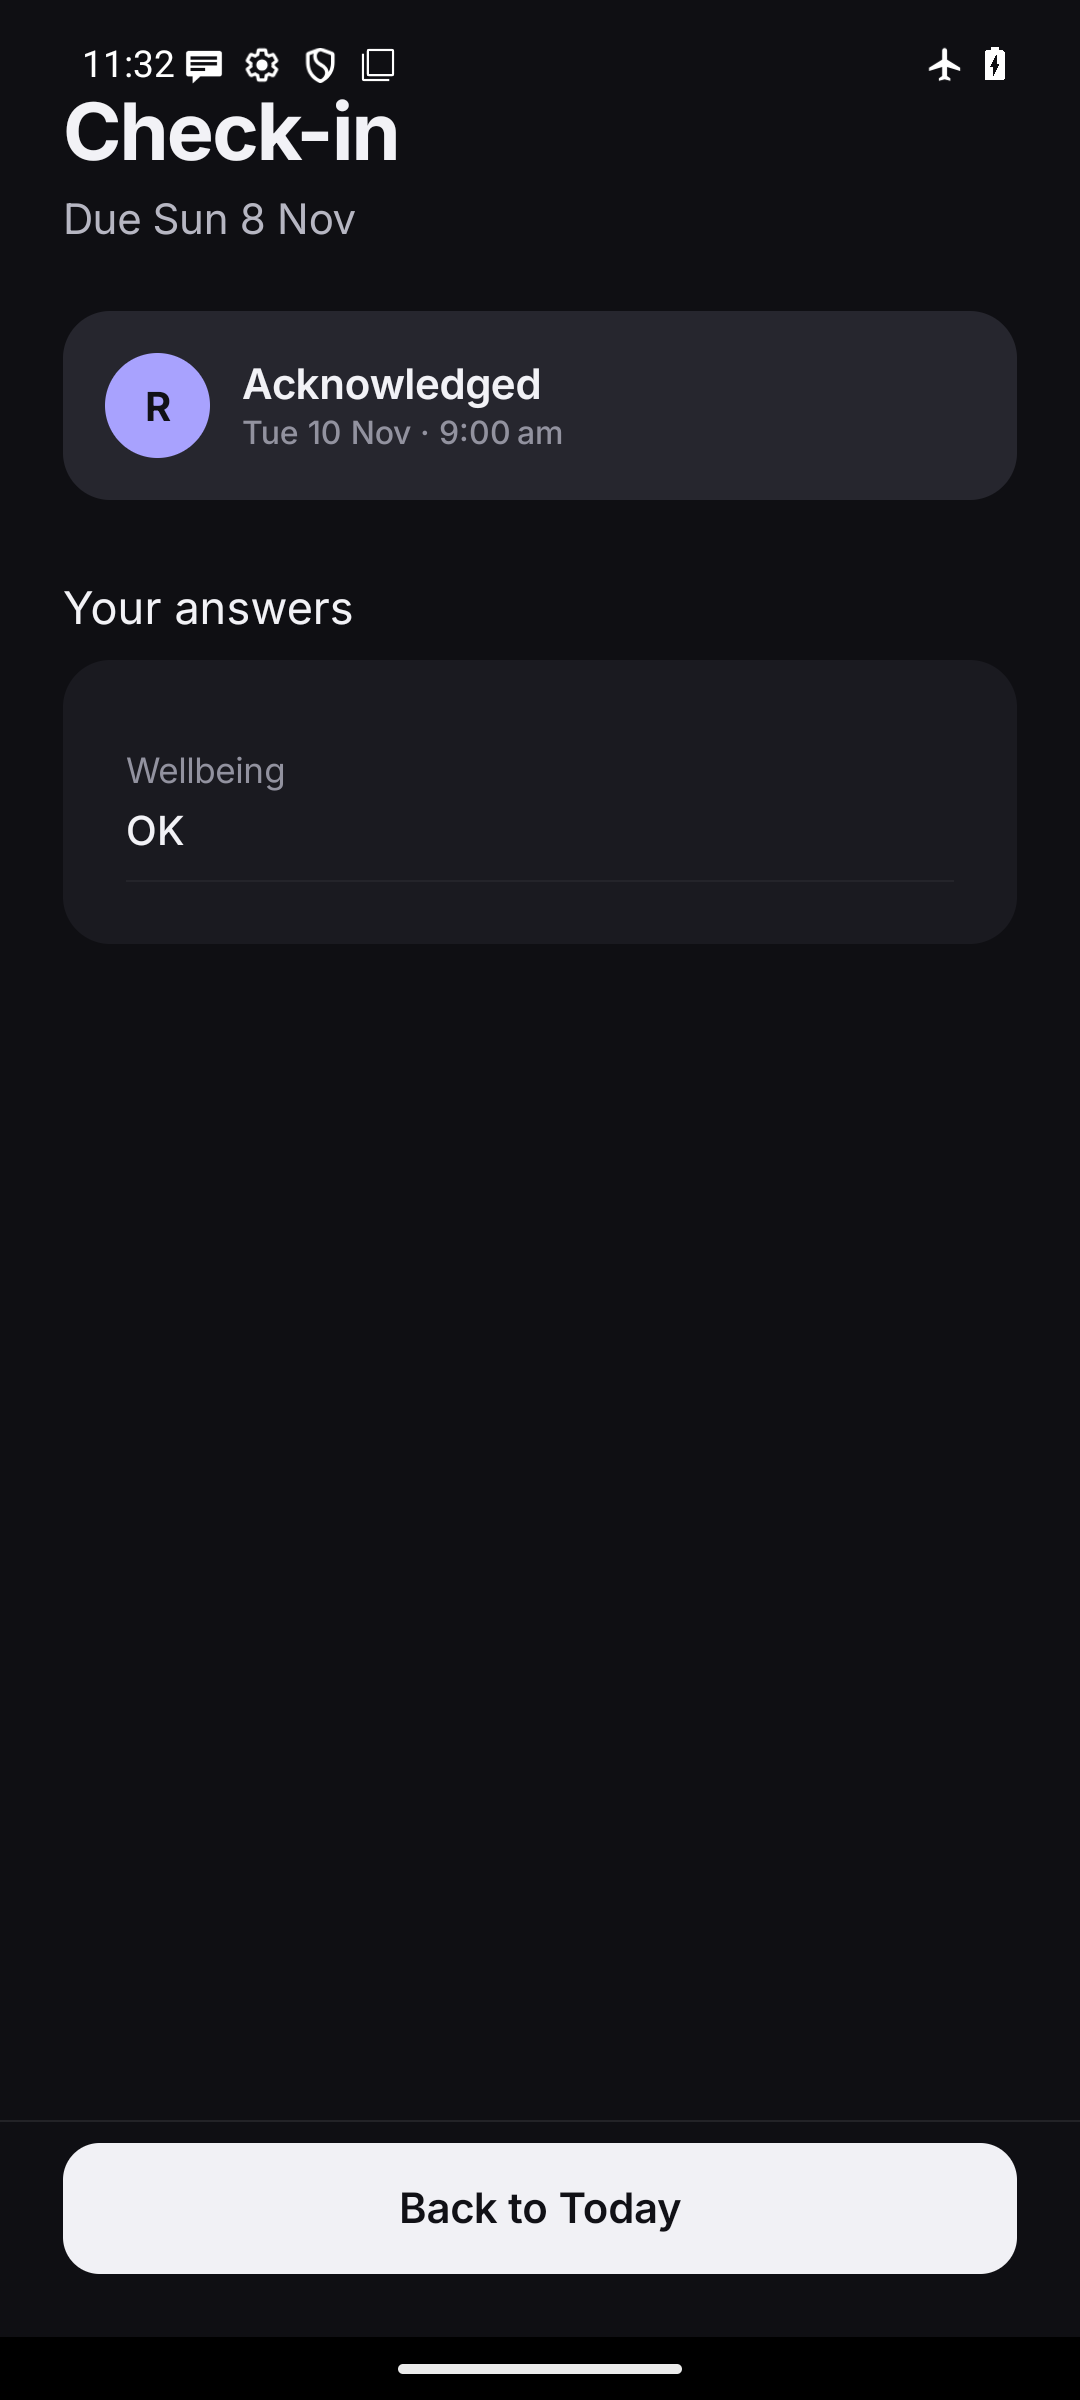 11:32
Check-in
Due Sun 8 Nov
R
Acknowledged
Tue 10 Nov · 9:00 am
Your answers
Wellbeing
OK
Back to Today